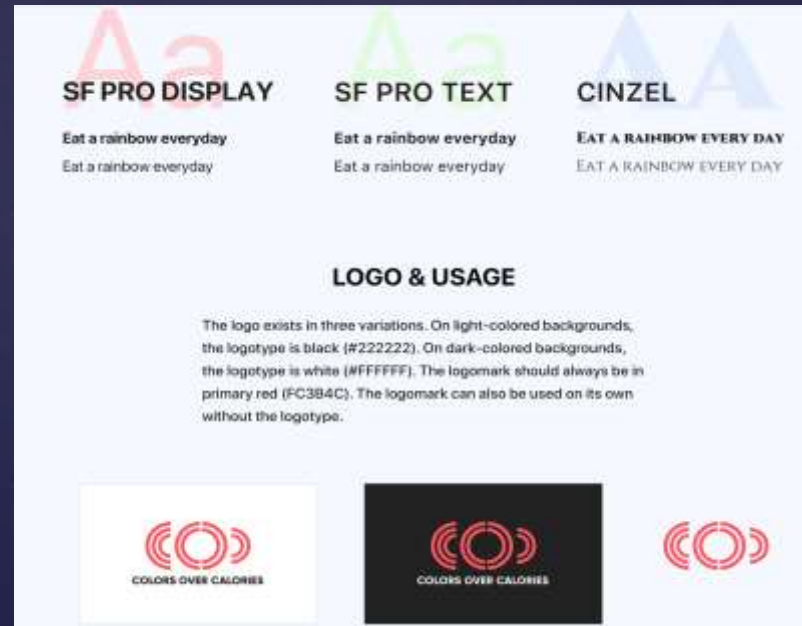 Aa Aa AA
SF PRO DISPLAY
Eat a rainbow everyday
Eat a rainbow everyday
SF PRO TEXT
Eat a rainbow everyday
Eat a rainbow everyday
CINZEL
EAT A RAINBOW EVERY DAY
EAT A RAINBOW EVERY DAY
LOGO & USAGE
The logo exists in three variations. On light-colored backgrounds,
the logotype is black (#222222). On dark-colored backgrounds,
the logotype is white (#FFFFFF). The logomark should always be in
primary red (FC3B4C). The logomark can also be used on its own
without the logotype.
COLORS OVER CALORIES
COLORS OVER CALORIES